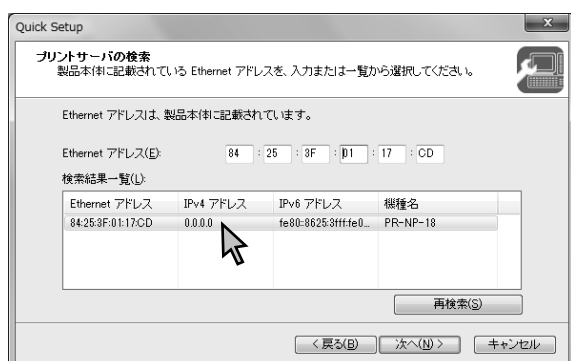 Quick Setup
プリントサーバの検索
製品本体に記載されている Ethernet アドレスを、入力または一覧から選択してください。
Ethernet アドレスは、製品本体に記載されています。
Ethernet アドレス(E): 84 : 25 : 3F : 01 : 17 : CD
検索結果一覧(L):
Ethernet アドレス IPv4 アドレス IPv6 アドレス 機種名
84:25:3F:01:17:CD 0.0.0.0 fe80::8625:3fff:fe0... PR-NP-18
再検索(S)
< 戻る(B) 次へ(N) > キャンセル